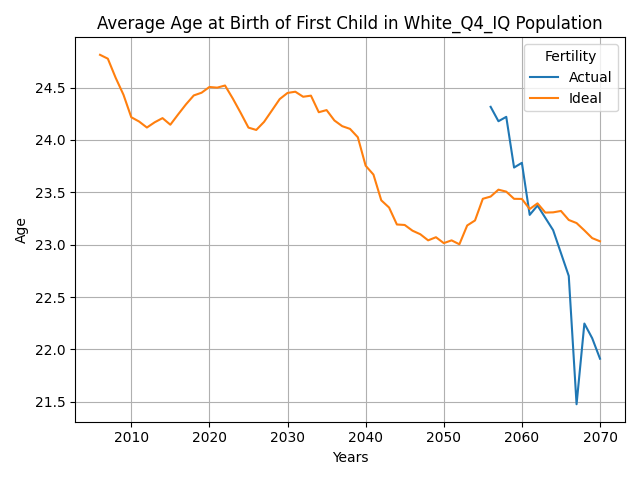 Average Age at Birth of First Child in White_Q4_IQ Population
Fertility
Actual
Ideal
24.5
24.0
23.5
23.0
22.5
22.0
21.5
Age
2010 2020 2030 2040 2050 2060 2070
Years